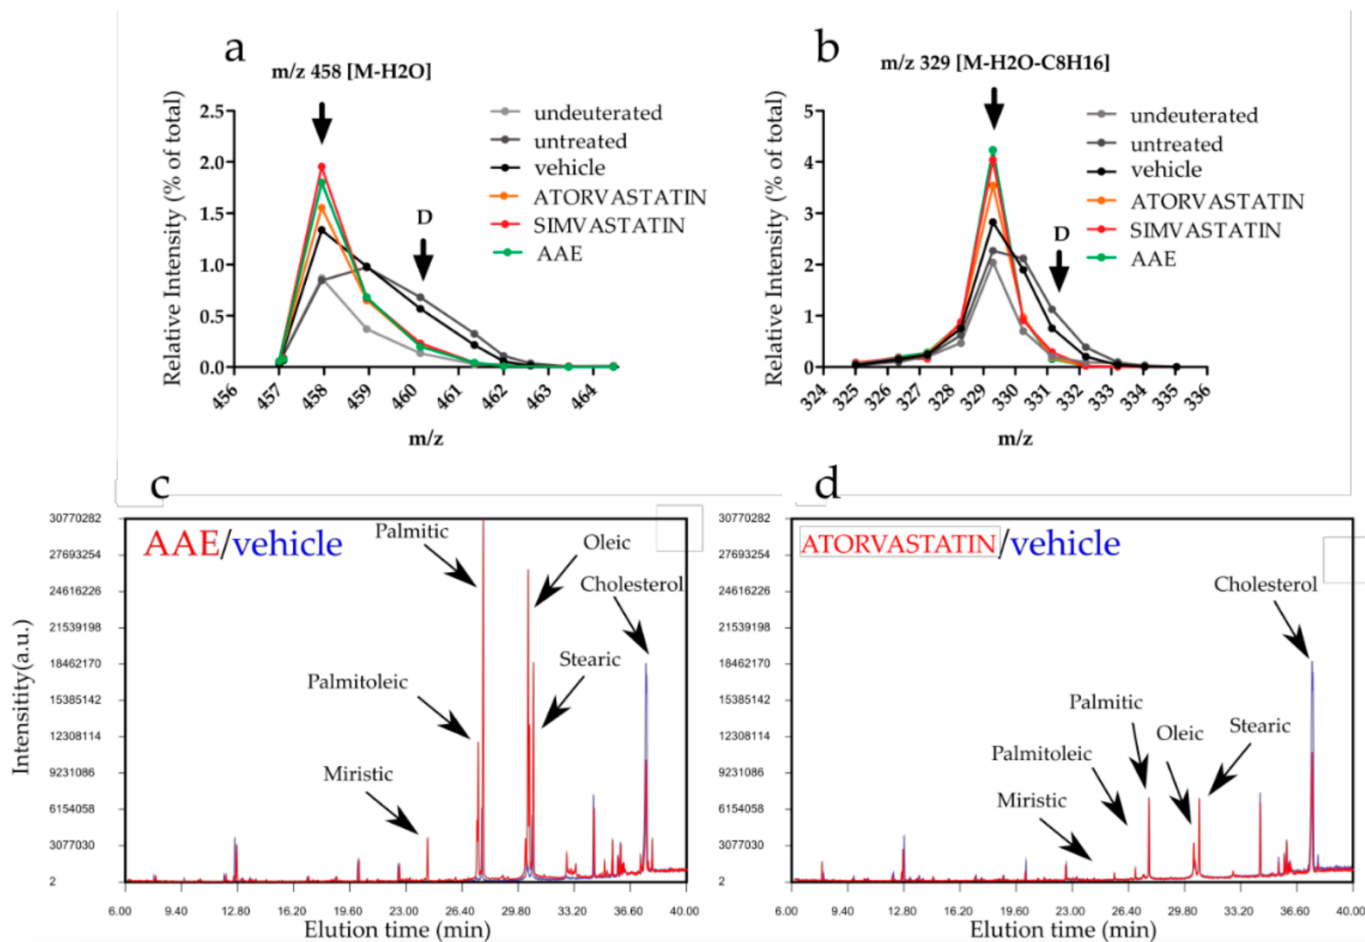 a
m/z 458 [M-H2O]
Relative Intensity (% of total)
2.5
2.0
1.5
1.0
0.5
0.0
456
457
458
459
460
461
462
463
464
m/z
D
undeuterated
untreated
vehicle
ATORVASTATIN
SIMVASTATIN
AAE
b
m/z 329 [M-H2O-C8H16]
Relative Intensity (% of total)
5
4
3
2
1
0
324
325
326
327
328
329
330
331
332
333
334
335
336
m/z
D
undeuterated
untreated
vehicle
ATORVASTATIN
SIMVASTATIN
AAE
c
AAE/vehicle
Intensitity(a.u.)
30770282
27693254
24616226
21539198
18462170
15385142
12308114
9231086
6154058
3077030
2
Palmitic
Oleic
Cholesterol
Stearic
Palmitoleic
Miristic
6.00
9.40
12.80
16.20
19.60
23.00
26.40
29.80
33.20
36.60
40.00
Elution time (min)
d
ATORVASTATIN/vehicle
30770282
27693254
24616226
21539198
18462170
15385142
12308114
9231086
6154058
3077030
2
Cholesterol
Palmitic
Stearic
Oleic
Palmitoleic
Miristic
6.00
9.40
12.80
16.20
19.60
23.00
26.40
29.80
33.20
36.60
40.00
Elution time (min)